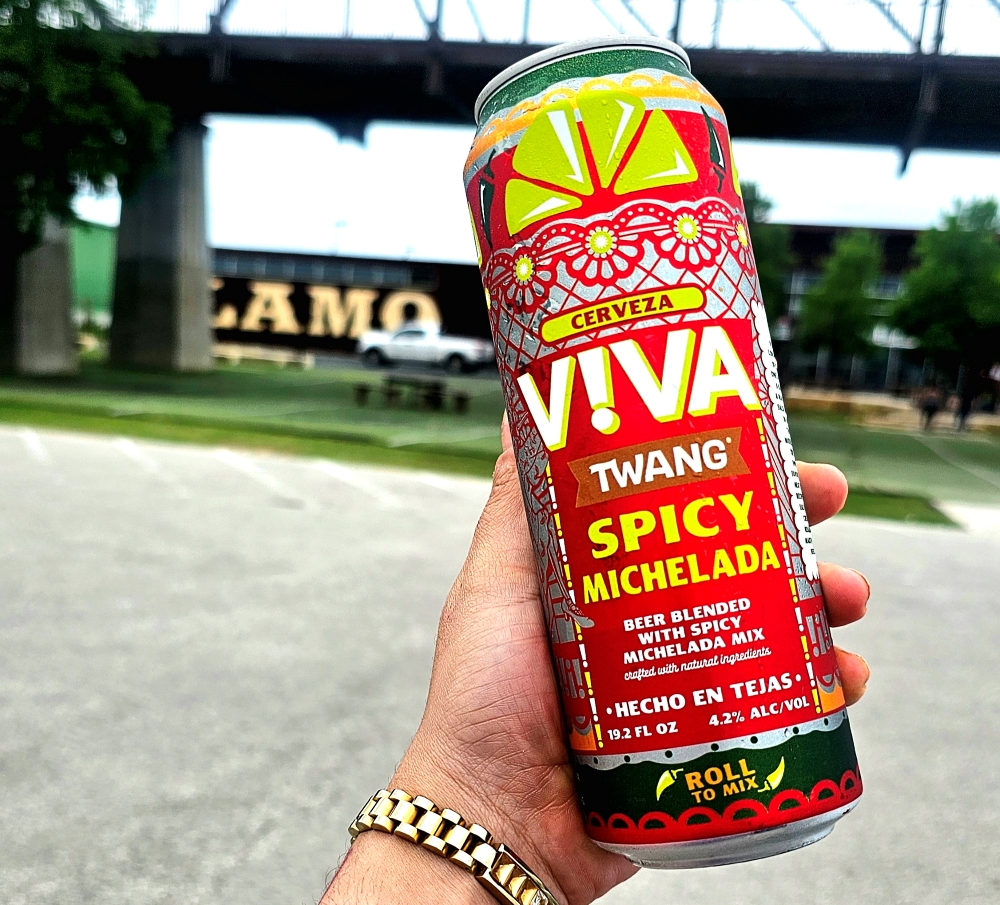 LAMO
CERVEZA
V!VA
TWANG
SPICY
MICHELADA
BEER BLENDED
WITH SPICY
MICHELADA MIX
crafted with natural ingredients
•HECHO EN TEJAS•
19.2 FL OZ 4.2% ALC/VOL
ROLL
TO MIX